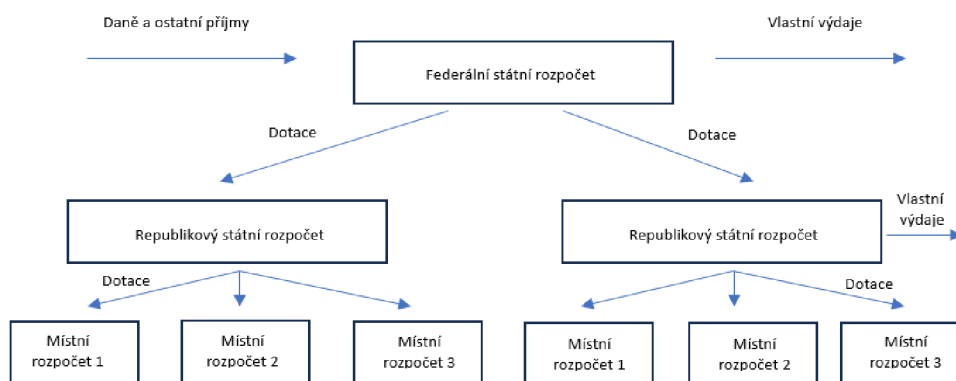 Daně a ostatní příjmy
Vlastní výdaje
Federální státní rozpočet
Dotace
Dotace
Republikový státní rozpočet
Republikový státní rozpočet
Vlastní
výdaje
Dotace
Dotace
Místní
rozpočet 1
Místní
rozpočet 2
Místní
rozpočet 3
Místní
rozpočet 1
Místní
rozpočet 2
Místní
rozpočet 3